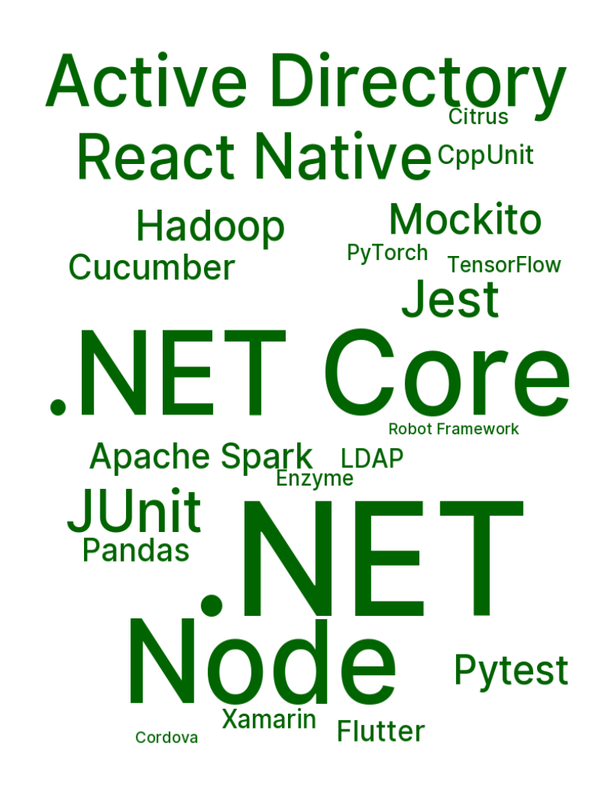 Active Directory
Citrus
React Native
CppUnit
Hadoop
Mockito
PyTorch
Cucumber
TensorFlow
Jest
.NET Core
Robot Framework
Apache Spark
LDAP
Enzyme
JUnit
Pandas
.NET
Node
Pytest
Xamarin
Flutter
Cordova